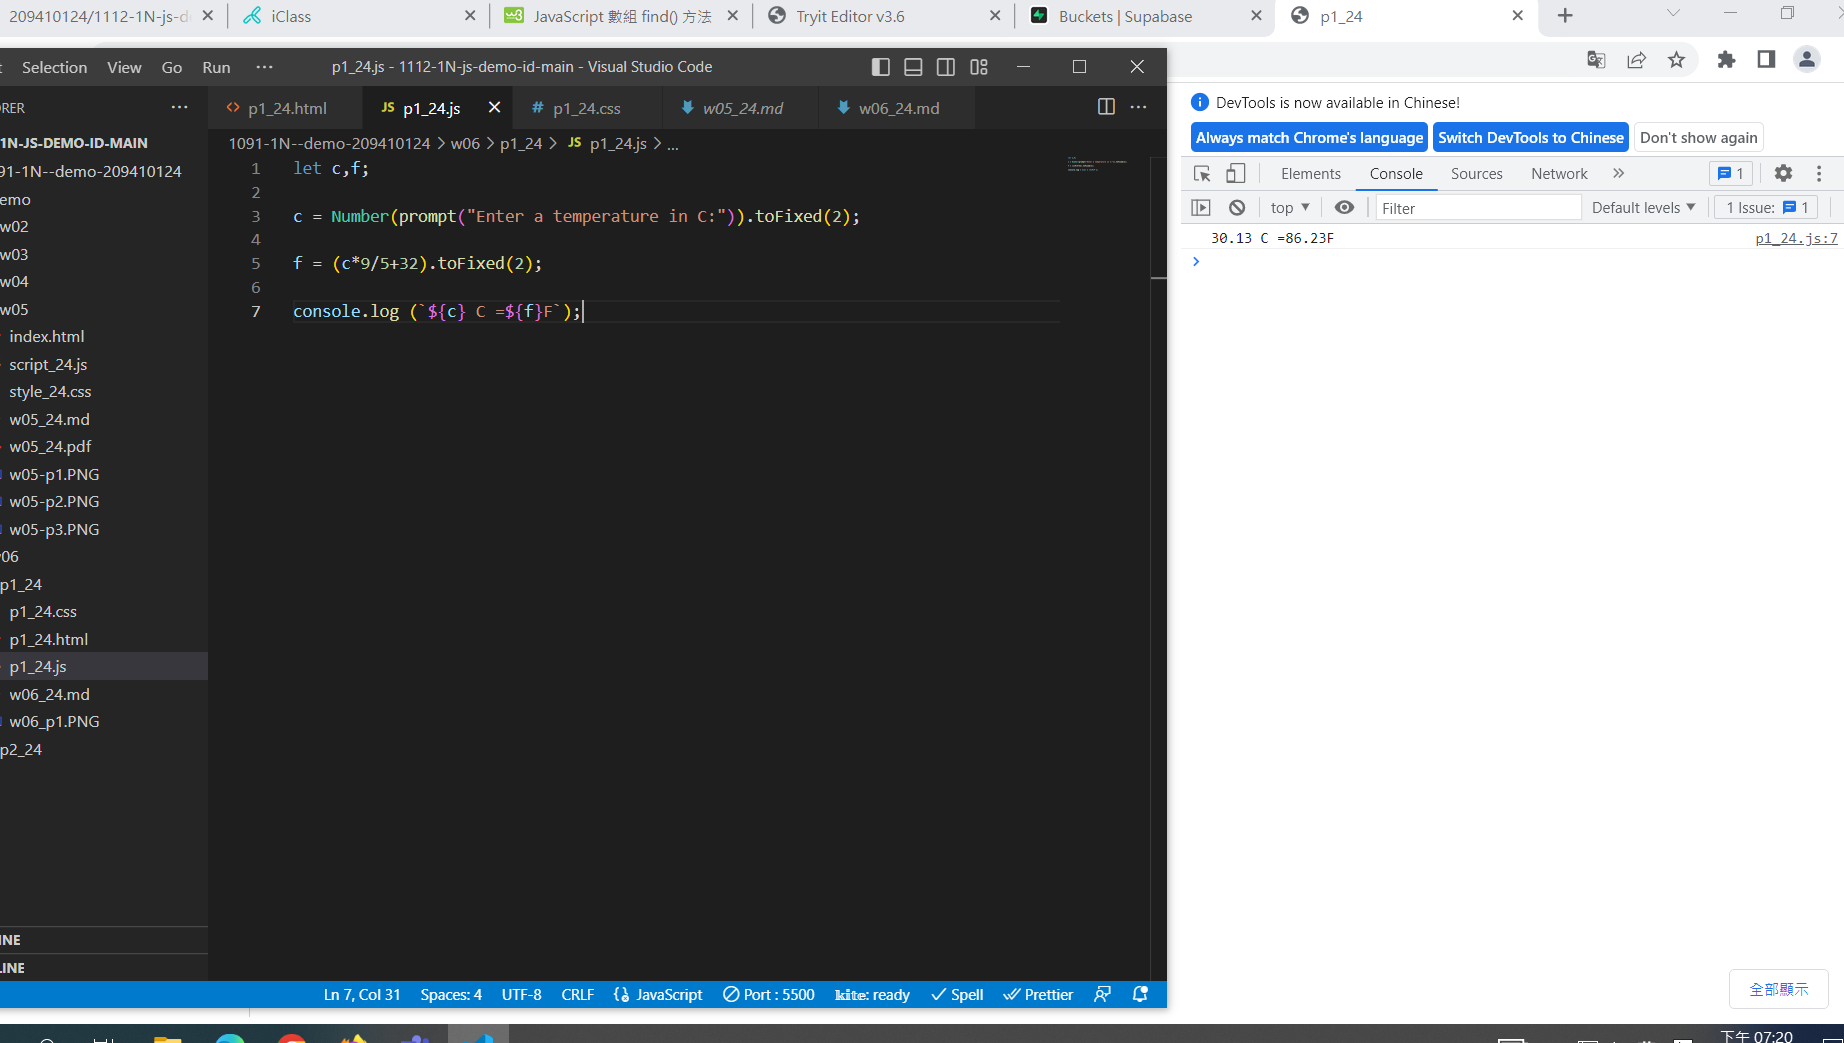 209410124/1112-1N-js-de
iClass
JavaScript 數組 find() 方法
Tryit Editor v3.6
Buckets | Supabase
p1_24
Selection View Go Run ···
p1_24.js - 1112-1N-js-demo-id-main - Visual Studio Code
RER ···
p1_24.html
JS p1_24.js
# p1_24.css
w05_24.md
w06_24.md
1N-JS-DEMO-ID-MAIN
91-1N--demo-209410124
emo
w02
w03
w04
w05
index.html
script_24.js
style_24.css
w05_24.md
w05_24.pdf
w05-p1.PNG
w05-p2.PNG
w05-p3.PNG
06
p1_24
p1_24.css
p1_24.html
p1_24.js
w06_24.md
w06_p1.PNG
p2_24
INE
LINE
1091-1N--demo-209410124 > w06 > p1_24 > JS p1_24.js > ...
1 let c,f;
2
3 c = Number(prompt("Enter a temperature in C:")).toFixed(2);
4
5 f = (c*9/5+32).toFixed(2);
6
7 console.log (`${c} C =${f}F`);
Ln 7, Col 31 Spaces: 4 UTF-8 CRLF JavaScript Port : 5500 kite: ready Spell Prettier
DevTools is now available in Chinese!
Always match Chrome's language Switch DevTools to Chinese Don't show again
Elements Console Sources Network » 1
top Filter Default levels 1 Issue: 1
30.13 C =86.23F p1_24.js:7
>
全部顯示
下午 07:20